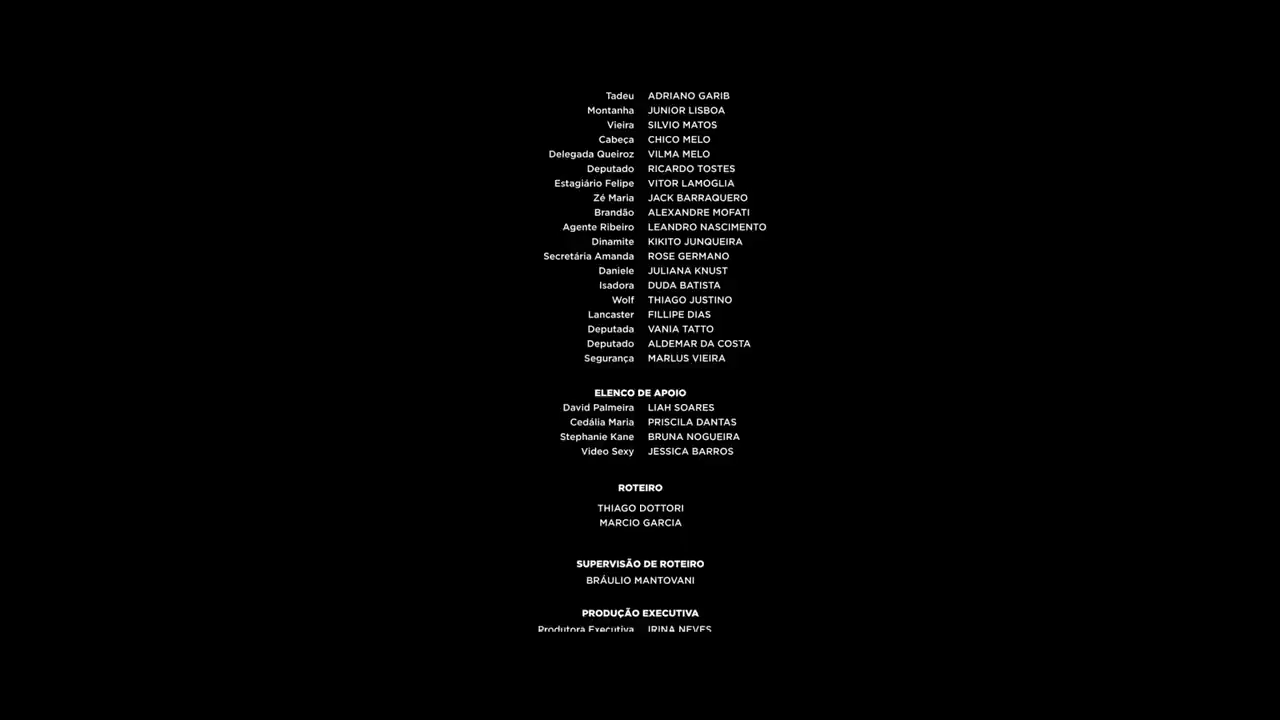 Tadeu ADRIANO GARIB
Montanha JUNIOR LISBOA
Vieira SILVIO MATOS
Cabeça CHICO MELO
Delegada Queiroz VILMA MELO
Deputado RICARDO TOSTES
Estagiário Felipe VITOR LAMOGLIA
Zé Maria JACK BARRAQUERO
Brandão ALEXANDRE MOFATI
Agente Ribeiro LEANDRO NASCIMENTO
Dinamite KIKITO JUNQUEIRA
Secretária Amanda ROSE GERMANO
Daniele JULIANA KNUST
Isadora DUDA BATISTA
Wolf THIAGO JUSTINO
Lancaster FILLIPE DIAS
Deputada VANIA TATTO
Deputado ALDEMAR DA COSTA
Segurança MARLUS VIEIRA
ELENCO DE APOIO
David Palmeira LIAH SOARES
Cedália Maria PRISCILA DANTAS
Stephanie Kane BRUNA NOGUEIRA
Video Sexy JESSICA BARROS
ROTEIRO
THIAGO DOTTORI
MARCIO GARCIA
SUPERVISÃO DE ROTEIRO
BRÁULIO MANTOVANI
PRODUÇÃO EXECUTIVA
Produtora Executiva IRINA NEVES